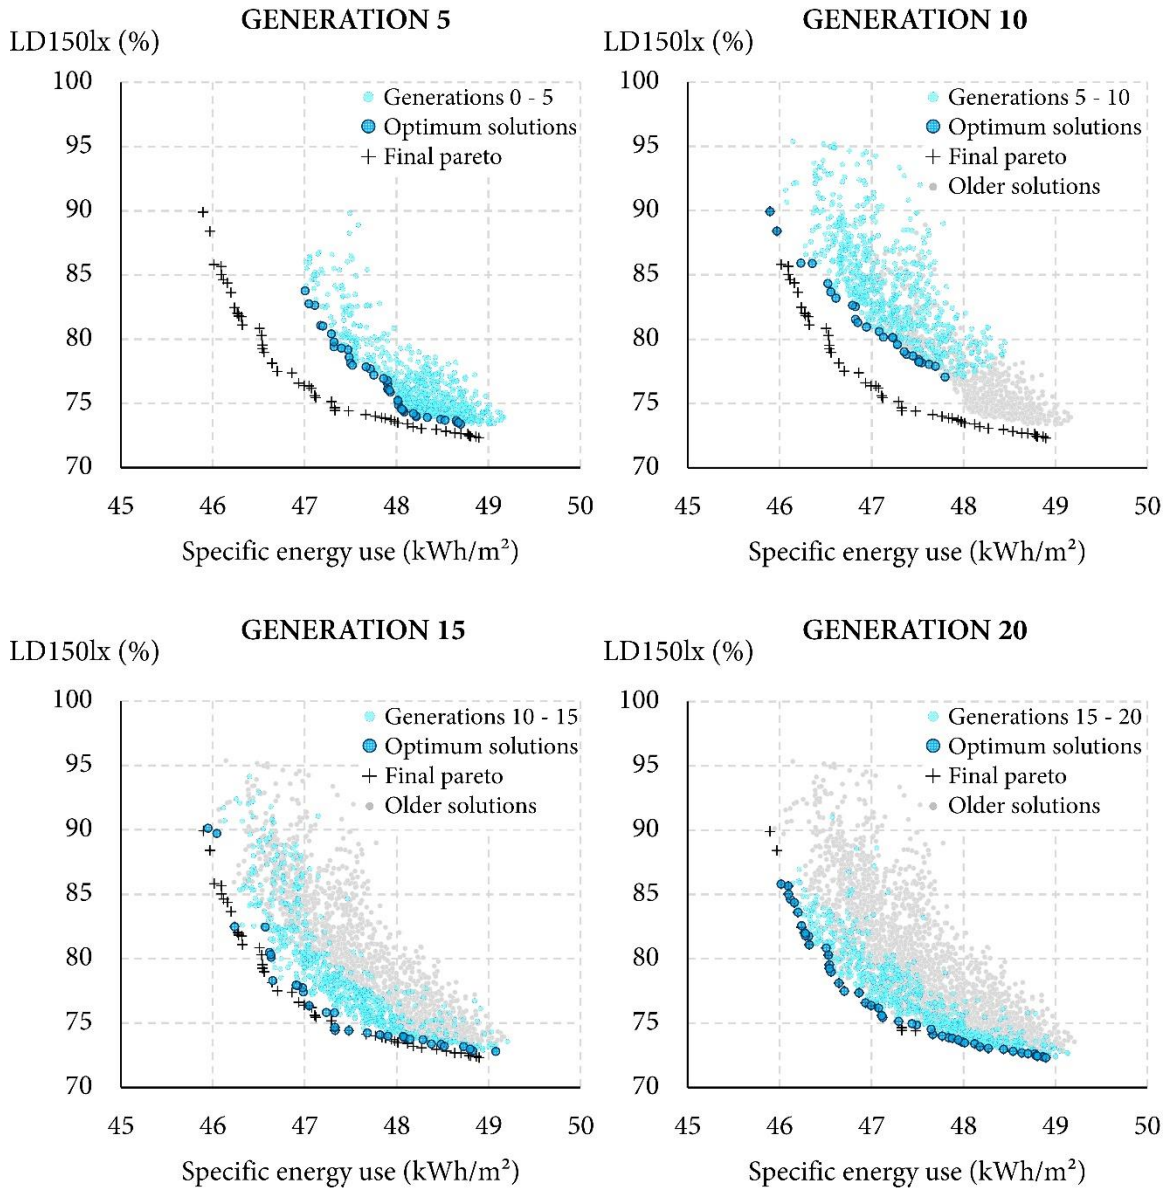 GENERATION 5
LD150lx (%)
Generations 0 - 5
Optimum solutions
Final pareto
100
95
90
85
80
75
70
45 46 47 48 49 50
Specific energy use (kWh/m²)
GENERATION 10
LD150lx (%)
Generations 5 - 10
Optimum solutions
Final pareto
Older solutions
100
95
90
85
80
75
70
45 46 47 48 49 50
Specific energy use (kWh/m²)
GENERATION 15
LD150lx (%)
Generations 10 - 15
Optimum solutions
Final pareto
Older solutions
100
95
90
85
80
75
70
45 46 47 48 49 50
Specific energy use (kWh/m²)
GENERATION 20
LD150lx (%)
Generations 15 - 20
Optimum solutions
Final pareto
Older solutions
100
95
90
85
80
75
70
45 46 47 48 49 50
Specific energy use (kWh/m²)